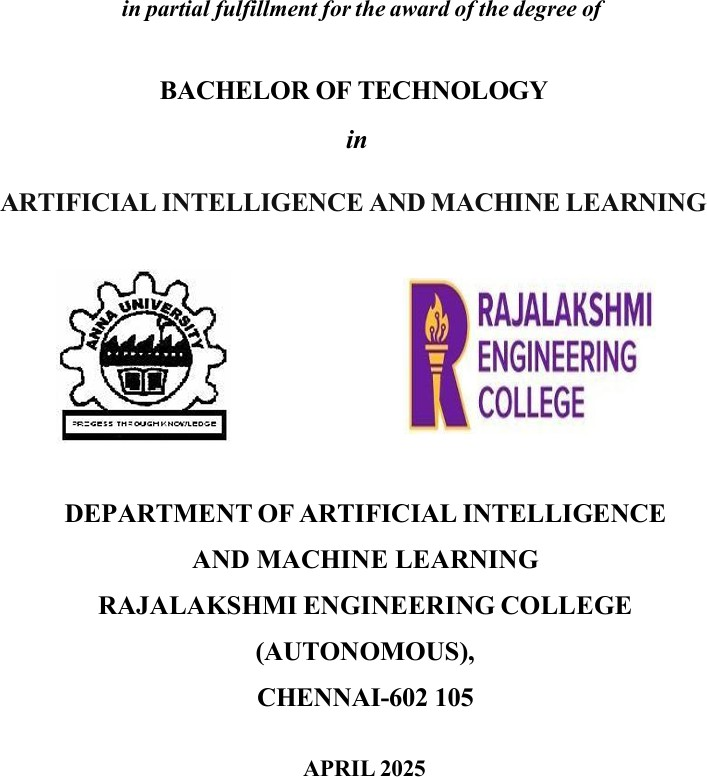 in partial fulfillment for the award of the degree of
BACHELOR OF TECHNOLOGY
in
ARTIFICIAL INTELLIGENCE AND MACHINE LEARNING
ANNA UNIVERSITY
PROGESS THROUGH KNOWLEDGE
RAJALAKSHMI
ENGINEERING
COLLEGE
DEPARTMENT OF ARTIFICIAL INTELLIGENCE
AND MACHINE LEARNING
RAJALAKSHMI ENGINEERING COLLEGE
(AUTONOMOUS),
CHENNAI-602 105
APRIL 2025